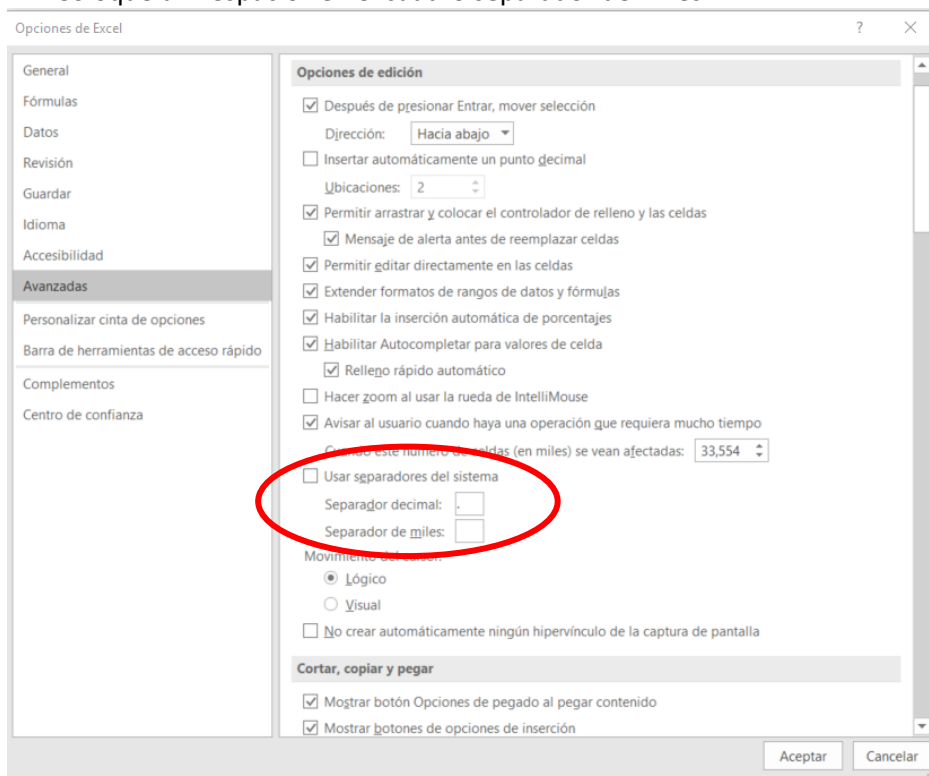 Opciones de Excel
General
Fórmulas
Datos
Revisión
Guardar
Idioma
Accesibilidad
Avanzadas
Personalizar cinta de opciones
Barra de herramientas de acceso rápido
Complementos
Centro de confianza
Opciones de edición
Después de presionar Entrar, mover selección
Dirección: Hacia abajo
Insertar automáticamente un punto decimal
Ubicaciones: 2
Permitir arrastrar y colocar el controlador de relleno y las celdas
Mensaje de alerta antes de reemplazar celdas
Permitir editar directamente en las celdas
Extender formatos de rangos de datos y fórmulas
Habilitar la inserción automática de porcentajes
Habilitar Autocompletar para valores de celda
Relleno rápido automático
Hacer zoom al usar la rueda de IntelliMouse
Avisar al usuario cuando haya una operación que requiera mucho tiempo
Cuando este número de celdas (en miles) se vean afectadas: 33,554
Usar separadores del sistema
Separador decimal: .
Separador de miles:
Movimiento del cursor:
Lógico
Visual
No crear automáticamente ningún hipervínculo de la captura de pantalla
Cortar, copiar y pegar
Mostrar botón Opciones de pegado al pegar contenido
Mostrar botones de opciones de inserción
Aceptar Cancelar